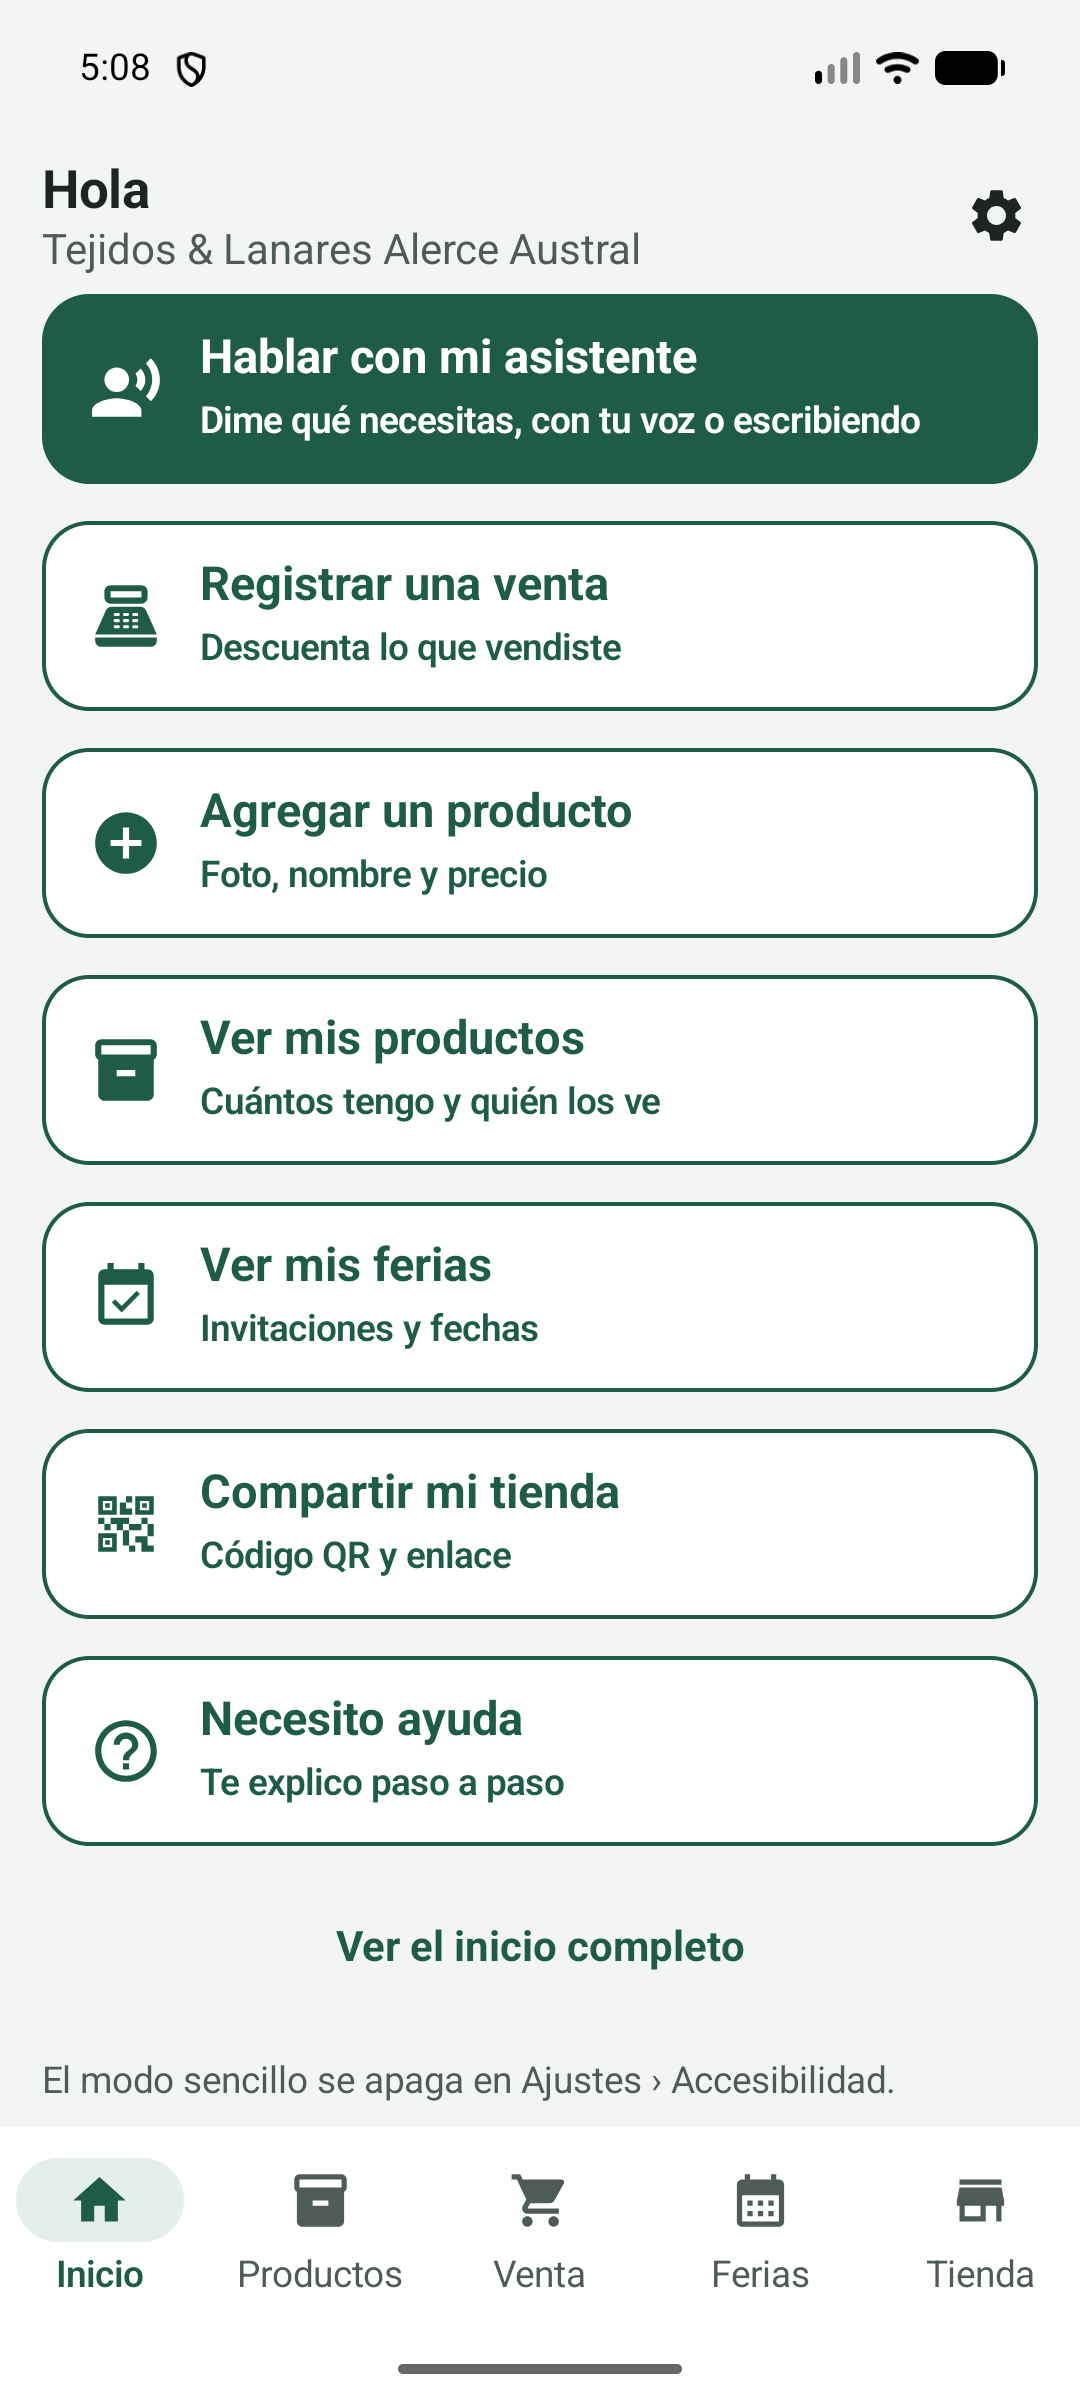 5:08
Hola
Tejidos & Lanares Alerce Austral
Hablar con mi asistente
Dime qué necesitas, con tu voz o escribiendo
Registrar una venta
Descuenta lo que vendiste
Agregar un producto
Foto, nombre y precio
Ver mis productos
Cuántos tengo y quién los ve
Ver mis ferias
Invitaciones y fechas
Compartir mi tienda
Código QR y enlace
Necesito ayuda
Te explico paso a paso
Ver el inicio completo
El modo sencillo se apaga en Ajustes › Accesibilidad.
Inicio
Productos
Venta
Ferias
Tienda